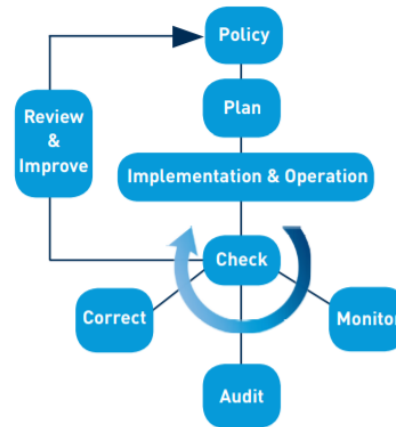 Policy
Plan
Review
&
Improve
Implementation & Operation
Check
Correct
Monitor
Audit